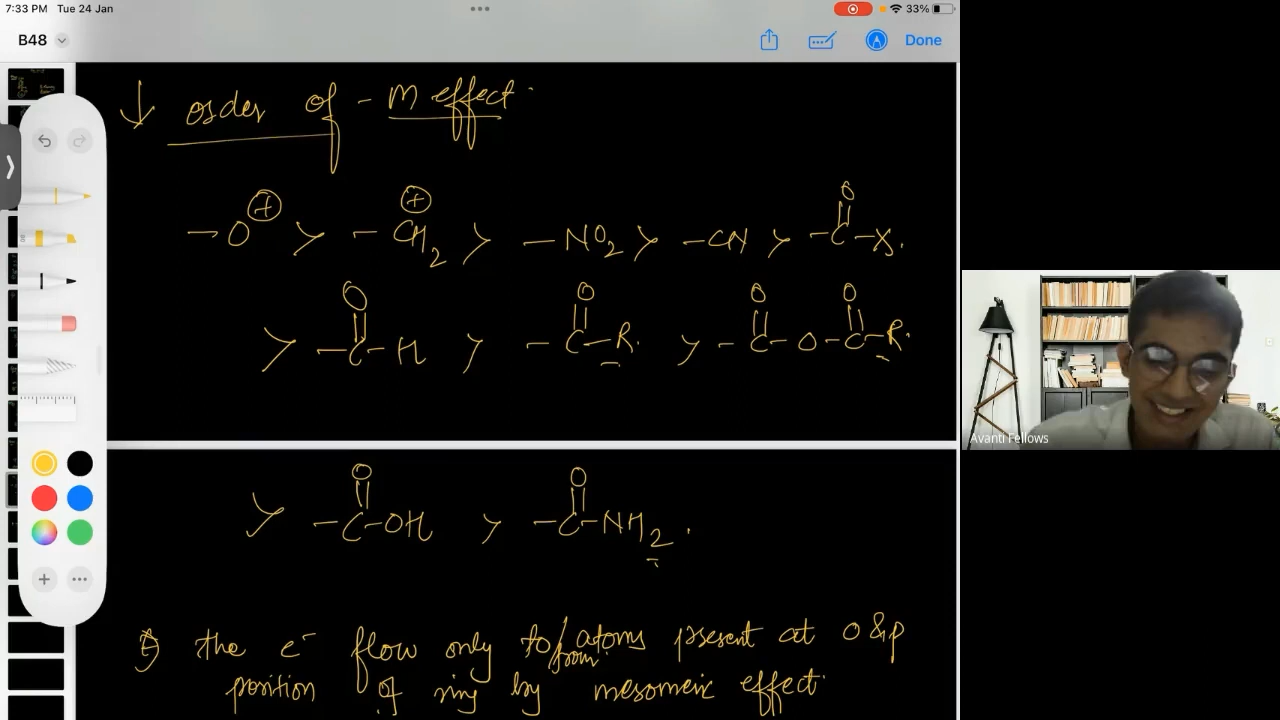 7:33 PM Tue 24 Jan
33%
B48
Done
↓ order of - M effect.
-O⊕ > -CH₂⊕ > -NO₂ > -CN > -C(=O)-X.
> -C(=O)-H > -C(=O)-R. > -C(=O)-O-C(=O)-R.
> -C(=O)-OH > -C(=O)-NH₂.
the e⁻ flow only to/from atoms present at o & p
position of ring by mesomeric effect.
Avanti Fellows